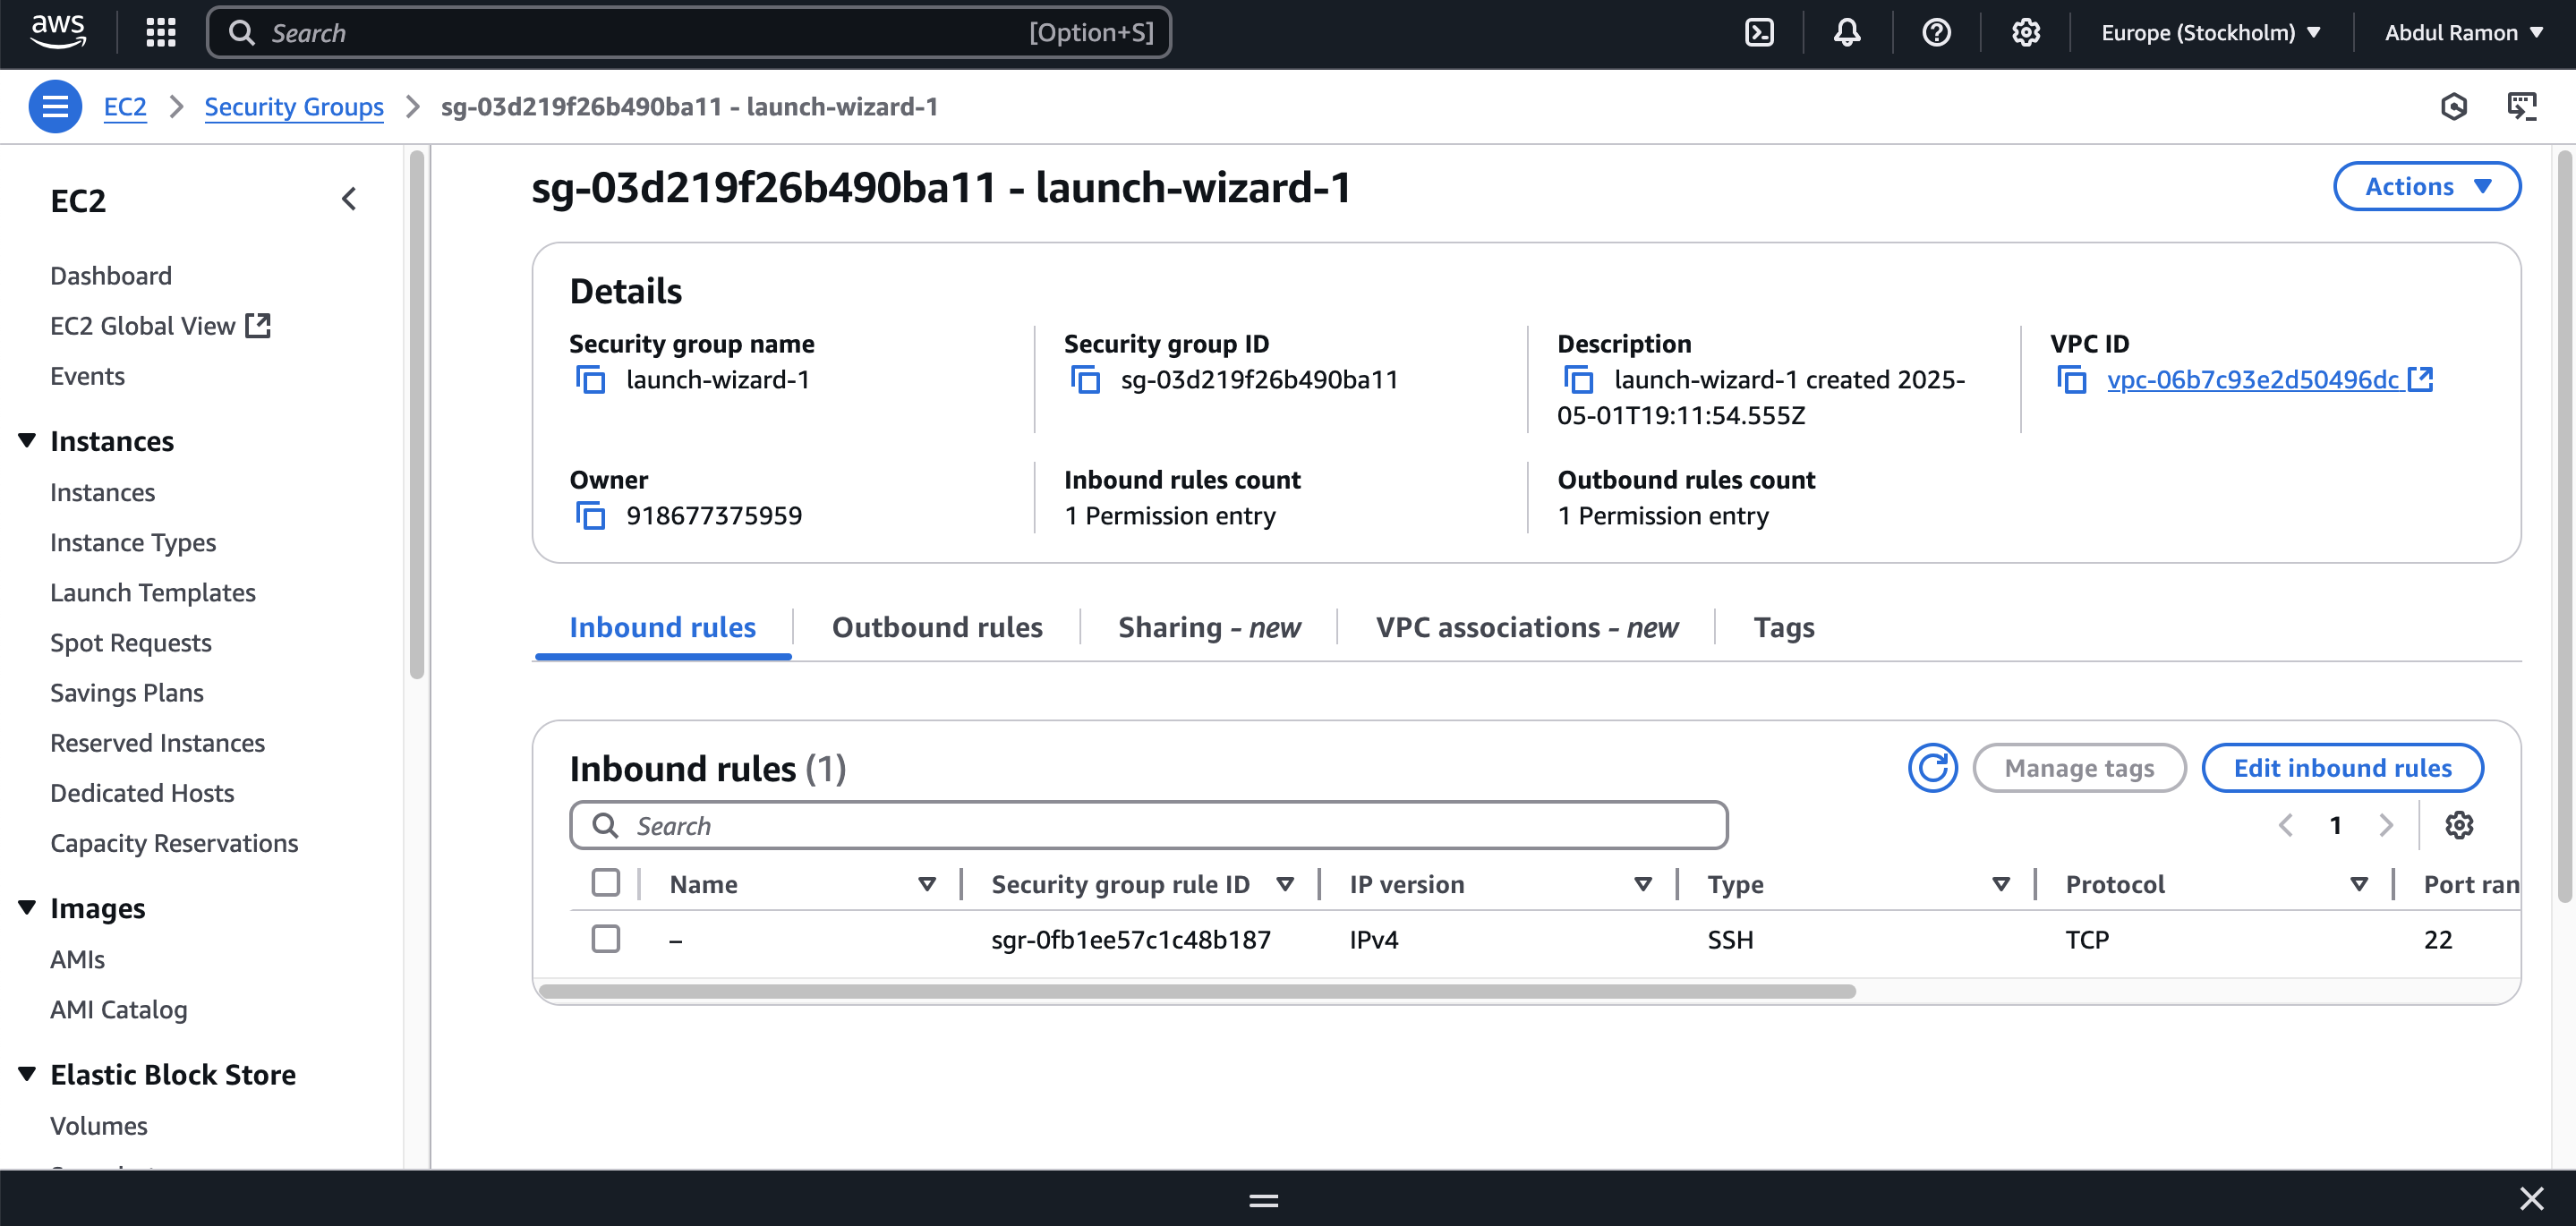 aws
Search [Option+S]
Europe (Stockholm)
Abdul Ramon
EC2
Security Groups
sg-03d219f26b490ba11 - launch-wizard-1
EC2
Dashboard
EC2 Global View
Events
Instances
Instances
Instance Types
Launch Templates
Spot Requests
Savings Plans
Reserved Instances
Dedicated Hosts
Capacity Reservations
Images
AMIs
AMI Catalog
Elastic Block Store
Volumes
sg-03d219f26b490ba11 - launch-wizard-1
Actions
Details
Security group name
launch-wizard-1
Security group ID
sg-03d219f26b490ba11
Description
launch-wizard-1 created 2025-
05-01T19:11:54.555Z
VPC ID
vpc-06b7c93e2d50496dc
Owner
918677375959
Inbound rules count
1 Permission entry
Outbound rules count
1 Permission entry
Inbound rules
Outbound rules
Sharing - new
VPC associations - new
Tags
Inbound rules (1)
Manage tags
Edit inbound rules
Search
1
Name Security group rule ID IP version Type Protocol Port ran
– sgr-0fb1ee57c1c48b187 IPv4 SSH TCP 22